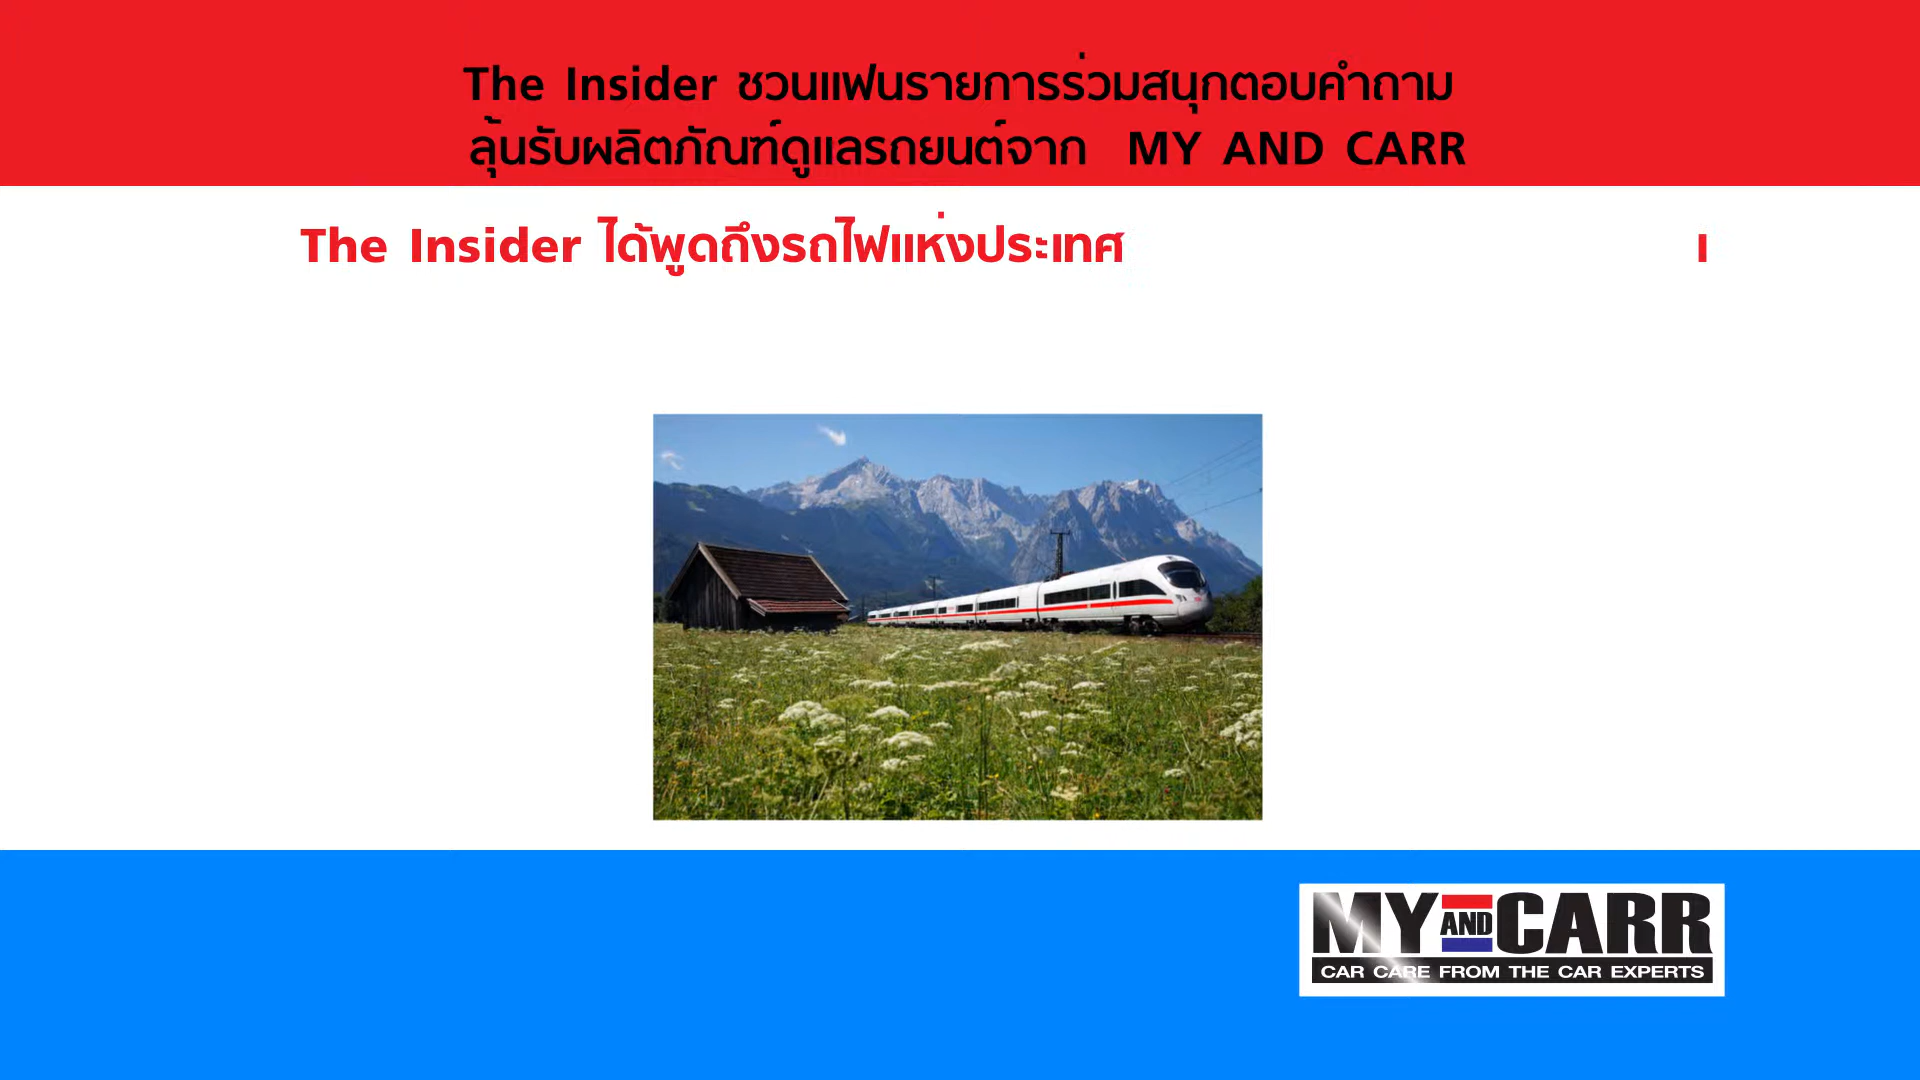 The Insider ชวนแฟนรายการร่วมสนุกตอบคำถาม
ลุ้นรับผลิตภัณฑ์ดูแลรถยนต์จาก MY AND CARR
The Insider ได้พูดถึงรถไฟแห่งประเทศ
MY AND CARR
CAR CARE FROM THE CAR EXPERTS